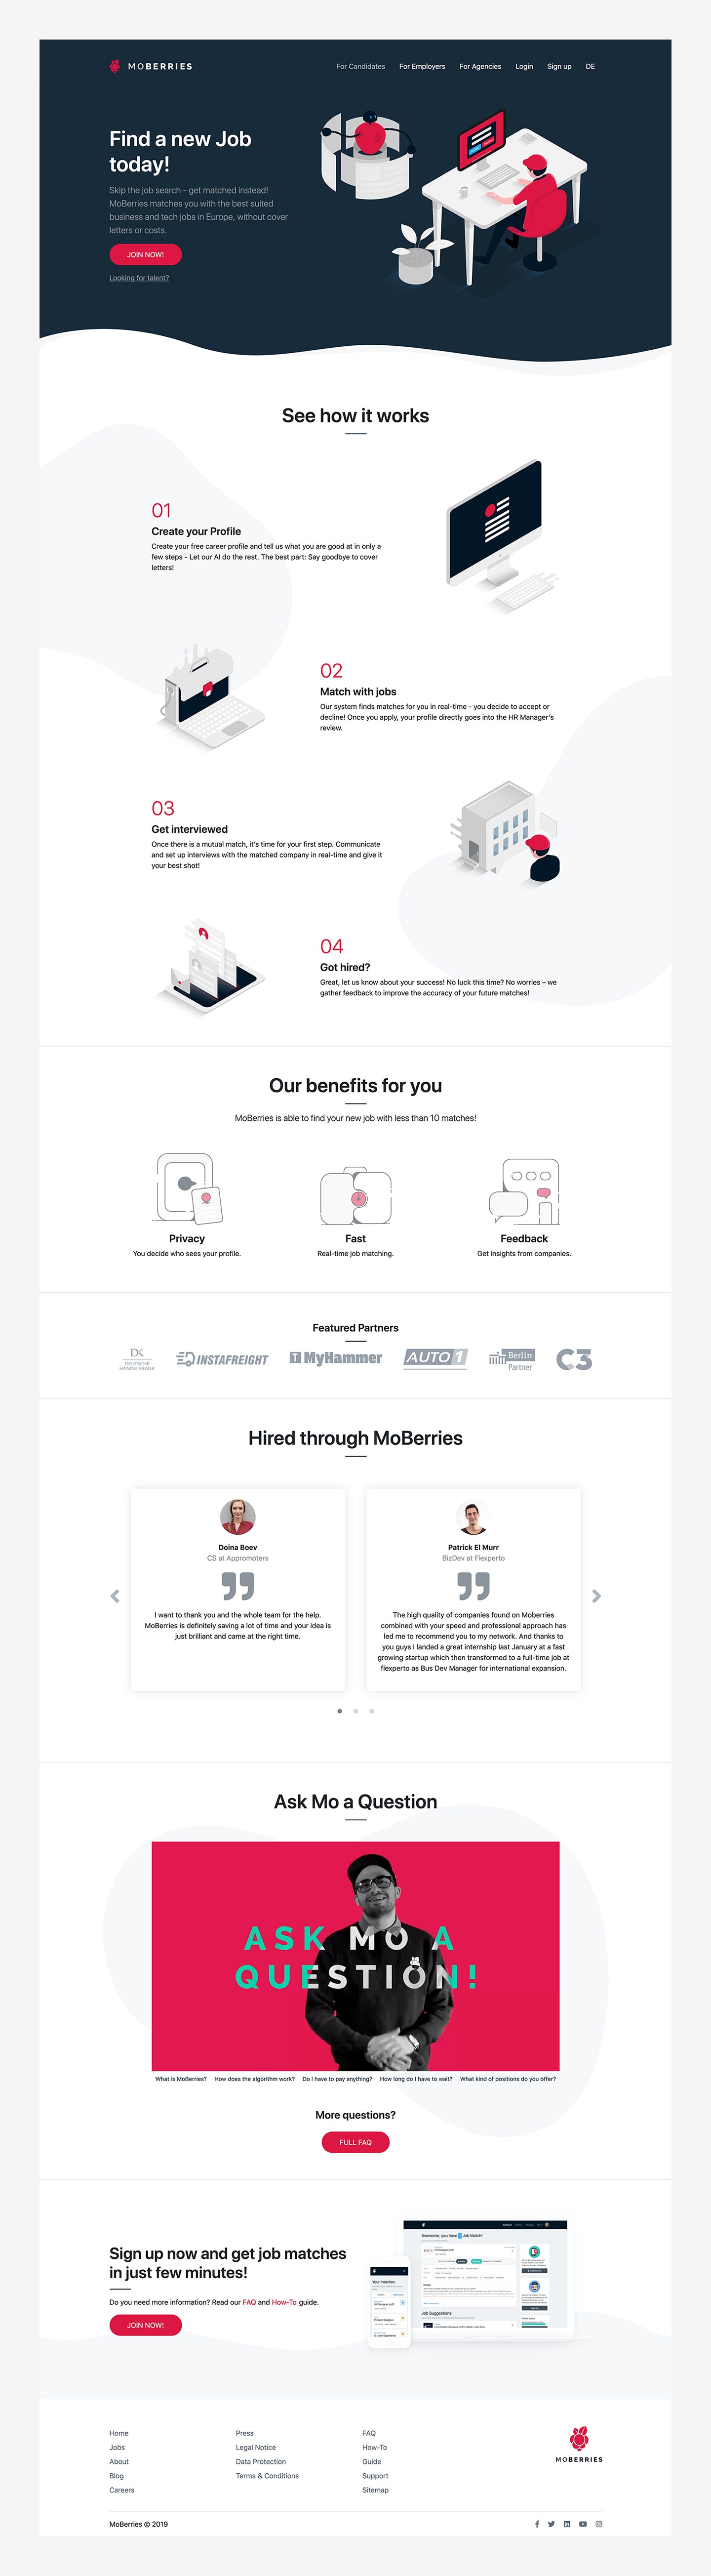 MOBERRIES
For Candidates For Employers For Agencies Login Sign up DE
Find a new Job
today!
Skip the job search - get matched instead!
MoBerries matches you with the best suited
business and tech jobs in Europe, without cover
letters or costs.
JOIN NOW!
Looking for talent?
See how it works
01
Create your Profile
Create your free career profile and tell us what you are good at in only a
few steps - Let our AI do the rest. The best part: Say goodbye to cover
letters!
02
Match with jobs
Our system finds matches for you in real-time - you decide to accept or
decline! Once you apply, your profile directly goes into the HR Manager's
review.
03
Get interviewed
Once there is a mutual match, it's time for your first step. Communicate
and set up interviews with the matched company in real-time and give it
your best shot!
04
Got hired?
Great, let us know about your success! No luck this time? No worries – we
gather feedback to improve the accuracy of your future matches!
Our benefits for you
MoBerries is able to find your new job with less than 10 matches!
Privacy
You decide who sees your profile.
Fast
Real-time job matching.
Feedback
Get insights from companies.
Featured Partners
DK
DEUTSCHE
HANDELSBANK
INSTAFREIGHT
MyHammer
AUTO1
Berlin
Partner
C3
Hired through MoBerries
Doina Boev
CS at Appromoters
I want to thank you and the whole team for the help.
MoBerries is definitely saving a lot of time and your idea is
just brilliant and came at the right time.
Patrick El Murr
BizDev at Flexperto
The high quality of companies found on Moberries
combined with your speed and professional approach has
led me to recommend you to my network. And thanks to
you guys I landed a great internship last January at a fast
growing startup which then transformed to a full-time job at
flexperto as Bus Dev Manager for international expansion.
Ask Mo a Question
ASK MO A
QUESTION!
What is MoBerries? How does the algorithm work? Do I have to pay anything? How long do I have to wait? What kind of positions do you offer?
More questions?
FULL FAQ
Sign up now and get job matches
in just few minutes!
Do you need more information? Read our FAQ and How-To guide.
JOIN NOW!
Awesome, you have Job Match!
Job Suggestions
Your matches
Home
Jobs
About
Blog
Careers
Press
Legal Notice
Data Protection
Terms & Conditions
FAQ
How-To
Guide
Support
Sitemap
MOBERRIES
MoBerries © 2019